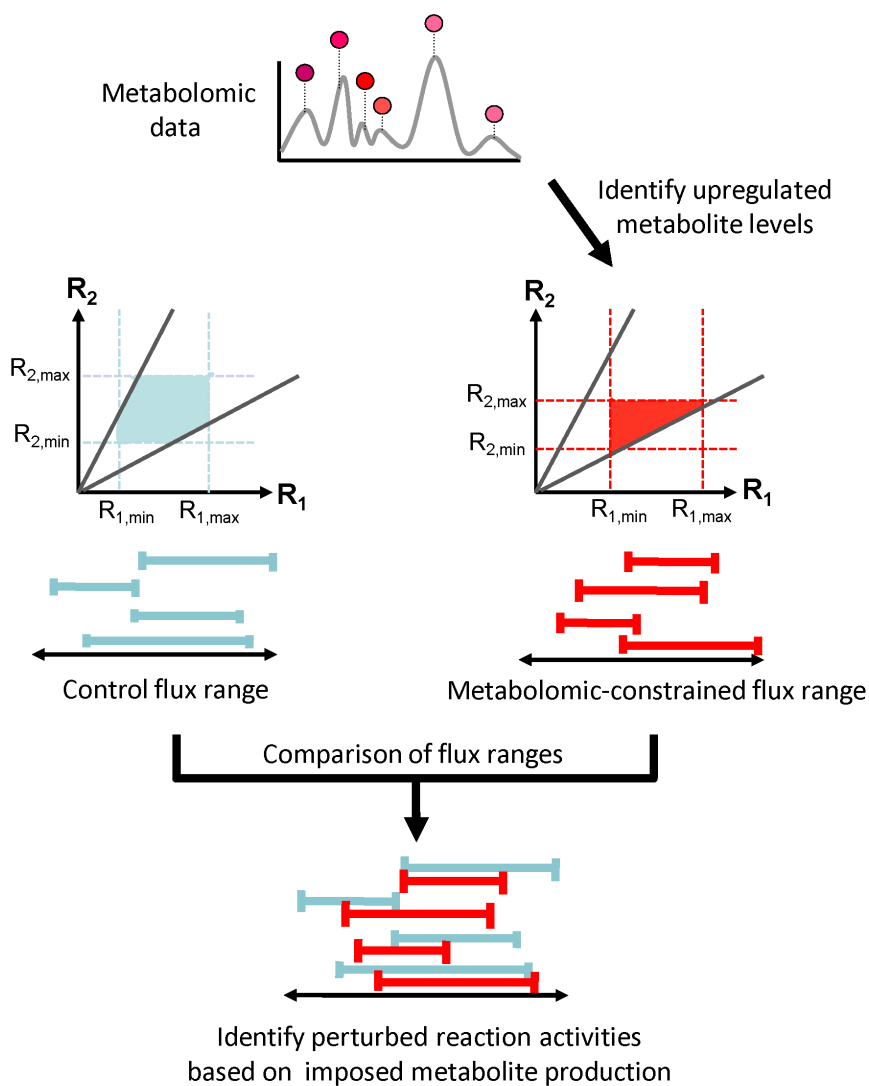 Metabolomic
data
Identify upregulated
metabolite levels
R2
R2,max
R2,min
R1
R1,min
R1,max
R2
R2,max
R2,min
R1
R1,min
R1,max
Control flux range
Metabolomic-constrained flux range
Comparison of flux ranges
Identify perturbed reaction activities
based on imposed metabolite production